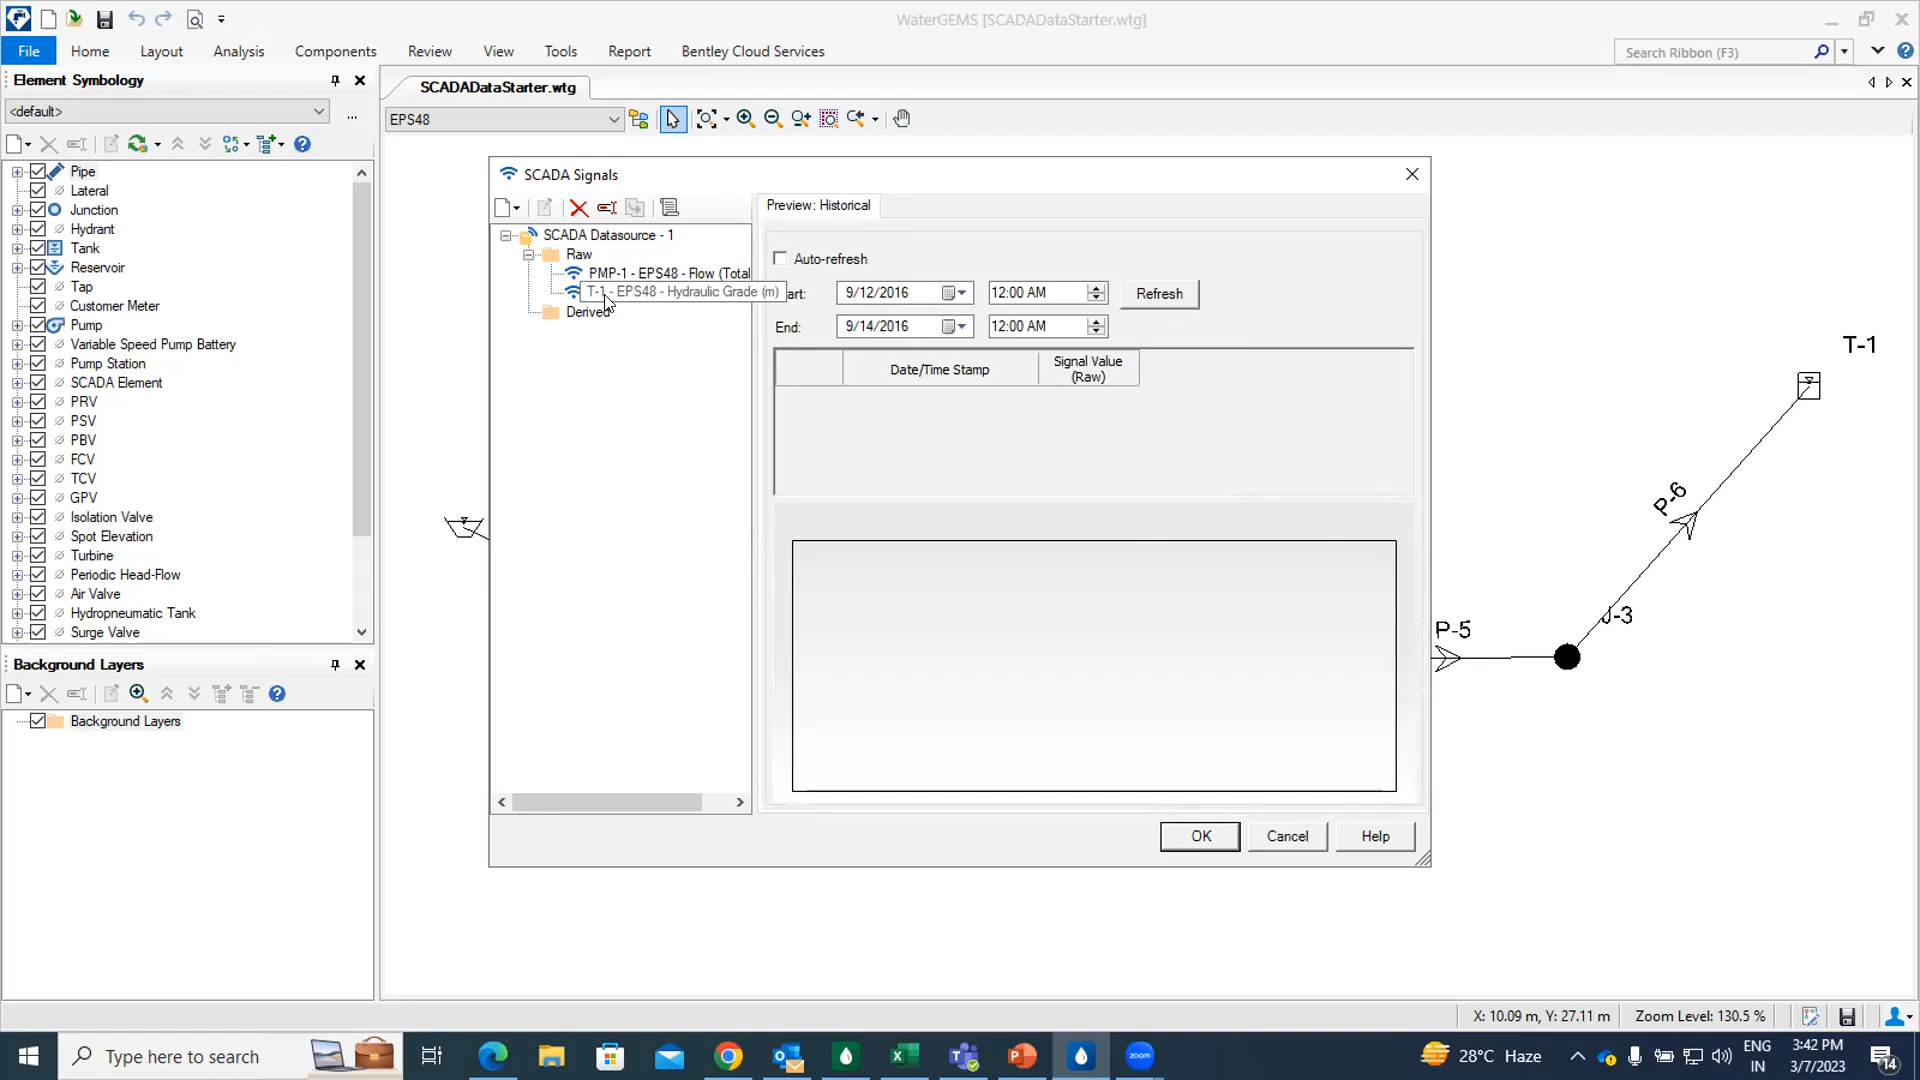 WaterGEMS [SCADADataStarter.wtg]
File Home Layout Analysis Components Review View Tools Report Bentley Cloud Services
Search Ribbon (F3)
Element Symbology
<default>
...
Pipe
Lateral
Junction
Hydrant
Tank
Reservoir
Tap
Customer Meter
Pump
Variable Speed Pump Battery
Pump Station
SCADA Element
PRV
PSV
PBV
FCV
TCV
GPV
Isolation Valve
Spot Elevation
Turbine
Periodic Head-Flow
Air Valve
Hydropneumatic Tank
Surge Valve
Background Layers
Background Layers
SCADADataStarter.wtg
EPS48
SCADA Signals
SCADA Datasource - 1
Raw
PMP-1 - EPS48 - Flow (Total
T-1 - EPS48 - Hydraulic Grade (m)
Derived
Preview: Historical
Auto-refresh
art: 9/12/2016 12:00 AM Refresh
End: 9/14/2016 12:00 AM
Date/Time Stamp
Signal Value
(Raw)
OK Cancel Help
T-1
P-6
J-3
P-5
X: 10.09 m, Y: 27.11 m Zoom Level: 130.5 %
Type here to search
zoom
28°C Haze
ENG
IN
3:42 PM
3/7/2023
14